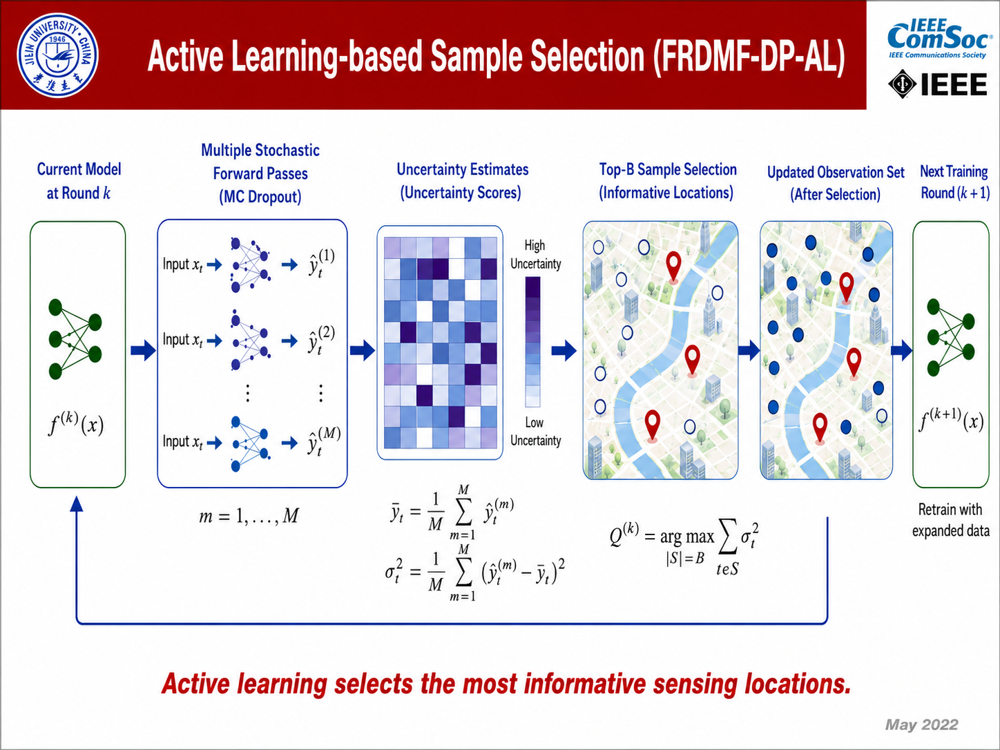 JILIN UNIVERSITY · CHINA
1946
Active Learning-based Sample Selection (FRDMF-DP-AL)
IEEE
ComSoc®
IEEE Communications Society
IEEE
Current Model
at Round k
Multiple Stochastic
Forward Passes
(MC Dropout)
Uncertainty Estimates
(Uncertainty Scores)
Top-B Sample Selection
(Informative Locations)
Updated Observation Set
(After Selection)
Next Training
Round (k + 1)
f^(k)(x)
Input x_t
ŷ_t^(1)
Input x_t
ŷ_t^(2)
⋮ ⋮
Input x_t
ŷ_t^(M)
m = 1, . . . , M
High
Uncertainty
Low
Uncertainty
ȳ_t = 1/M ∑_{m=1}^{M} ŷ_t^(m)
σ_t^2 = 1/M ∑_{m=1}^{M} (ŷ_t^(m) − ȳ_t)^2
Q^(k) = arg max_{|S|=B} ∑_{teS} σ_t^2
f^(k+1)(x)
Retrain with
expanded data
Active learning selects the most informative sensing locations.
May 2022